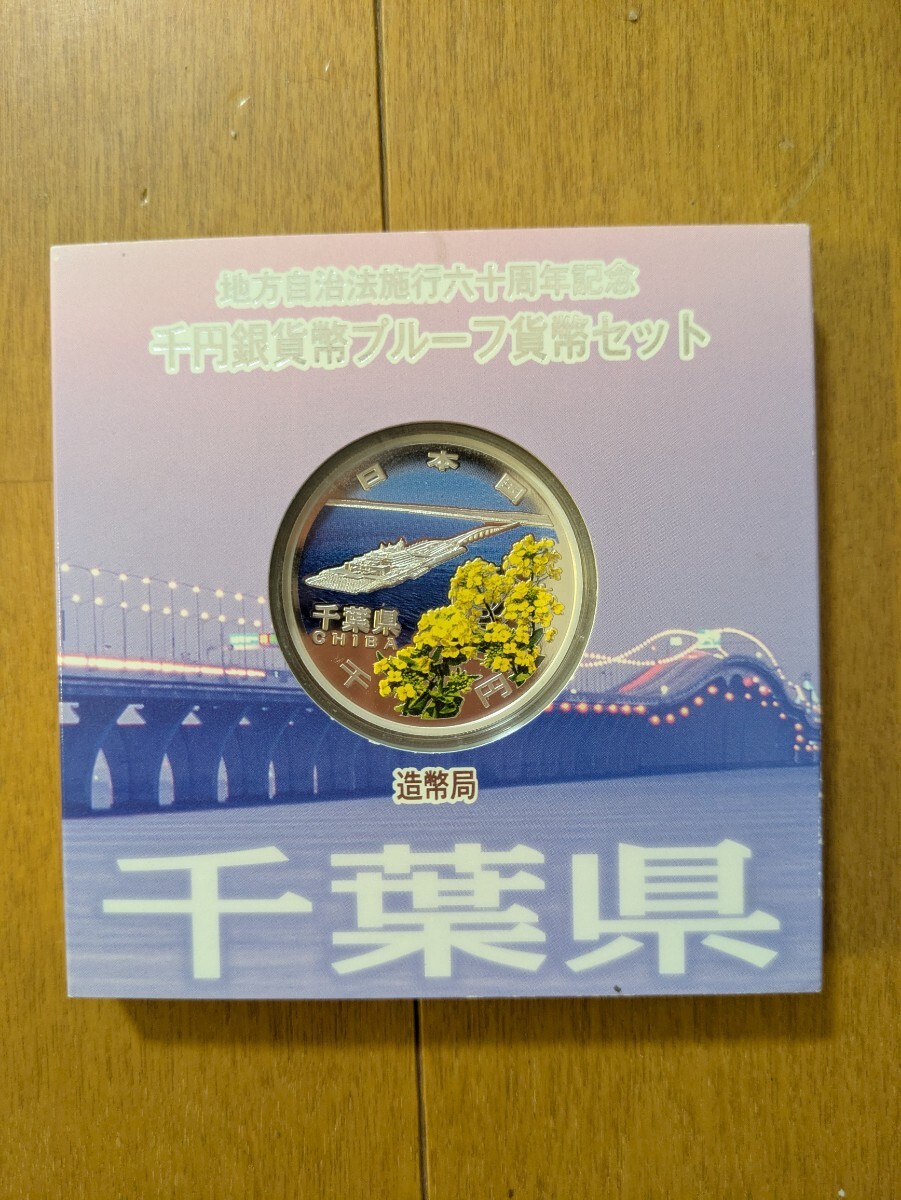 地方自治法施行六十周年記念
千円銀貨幣プルーフ貨幣セット
日本国
千葉県
CHIBA
千円
造幣局
千葉県